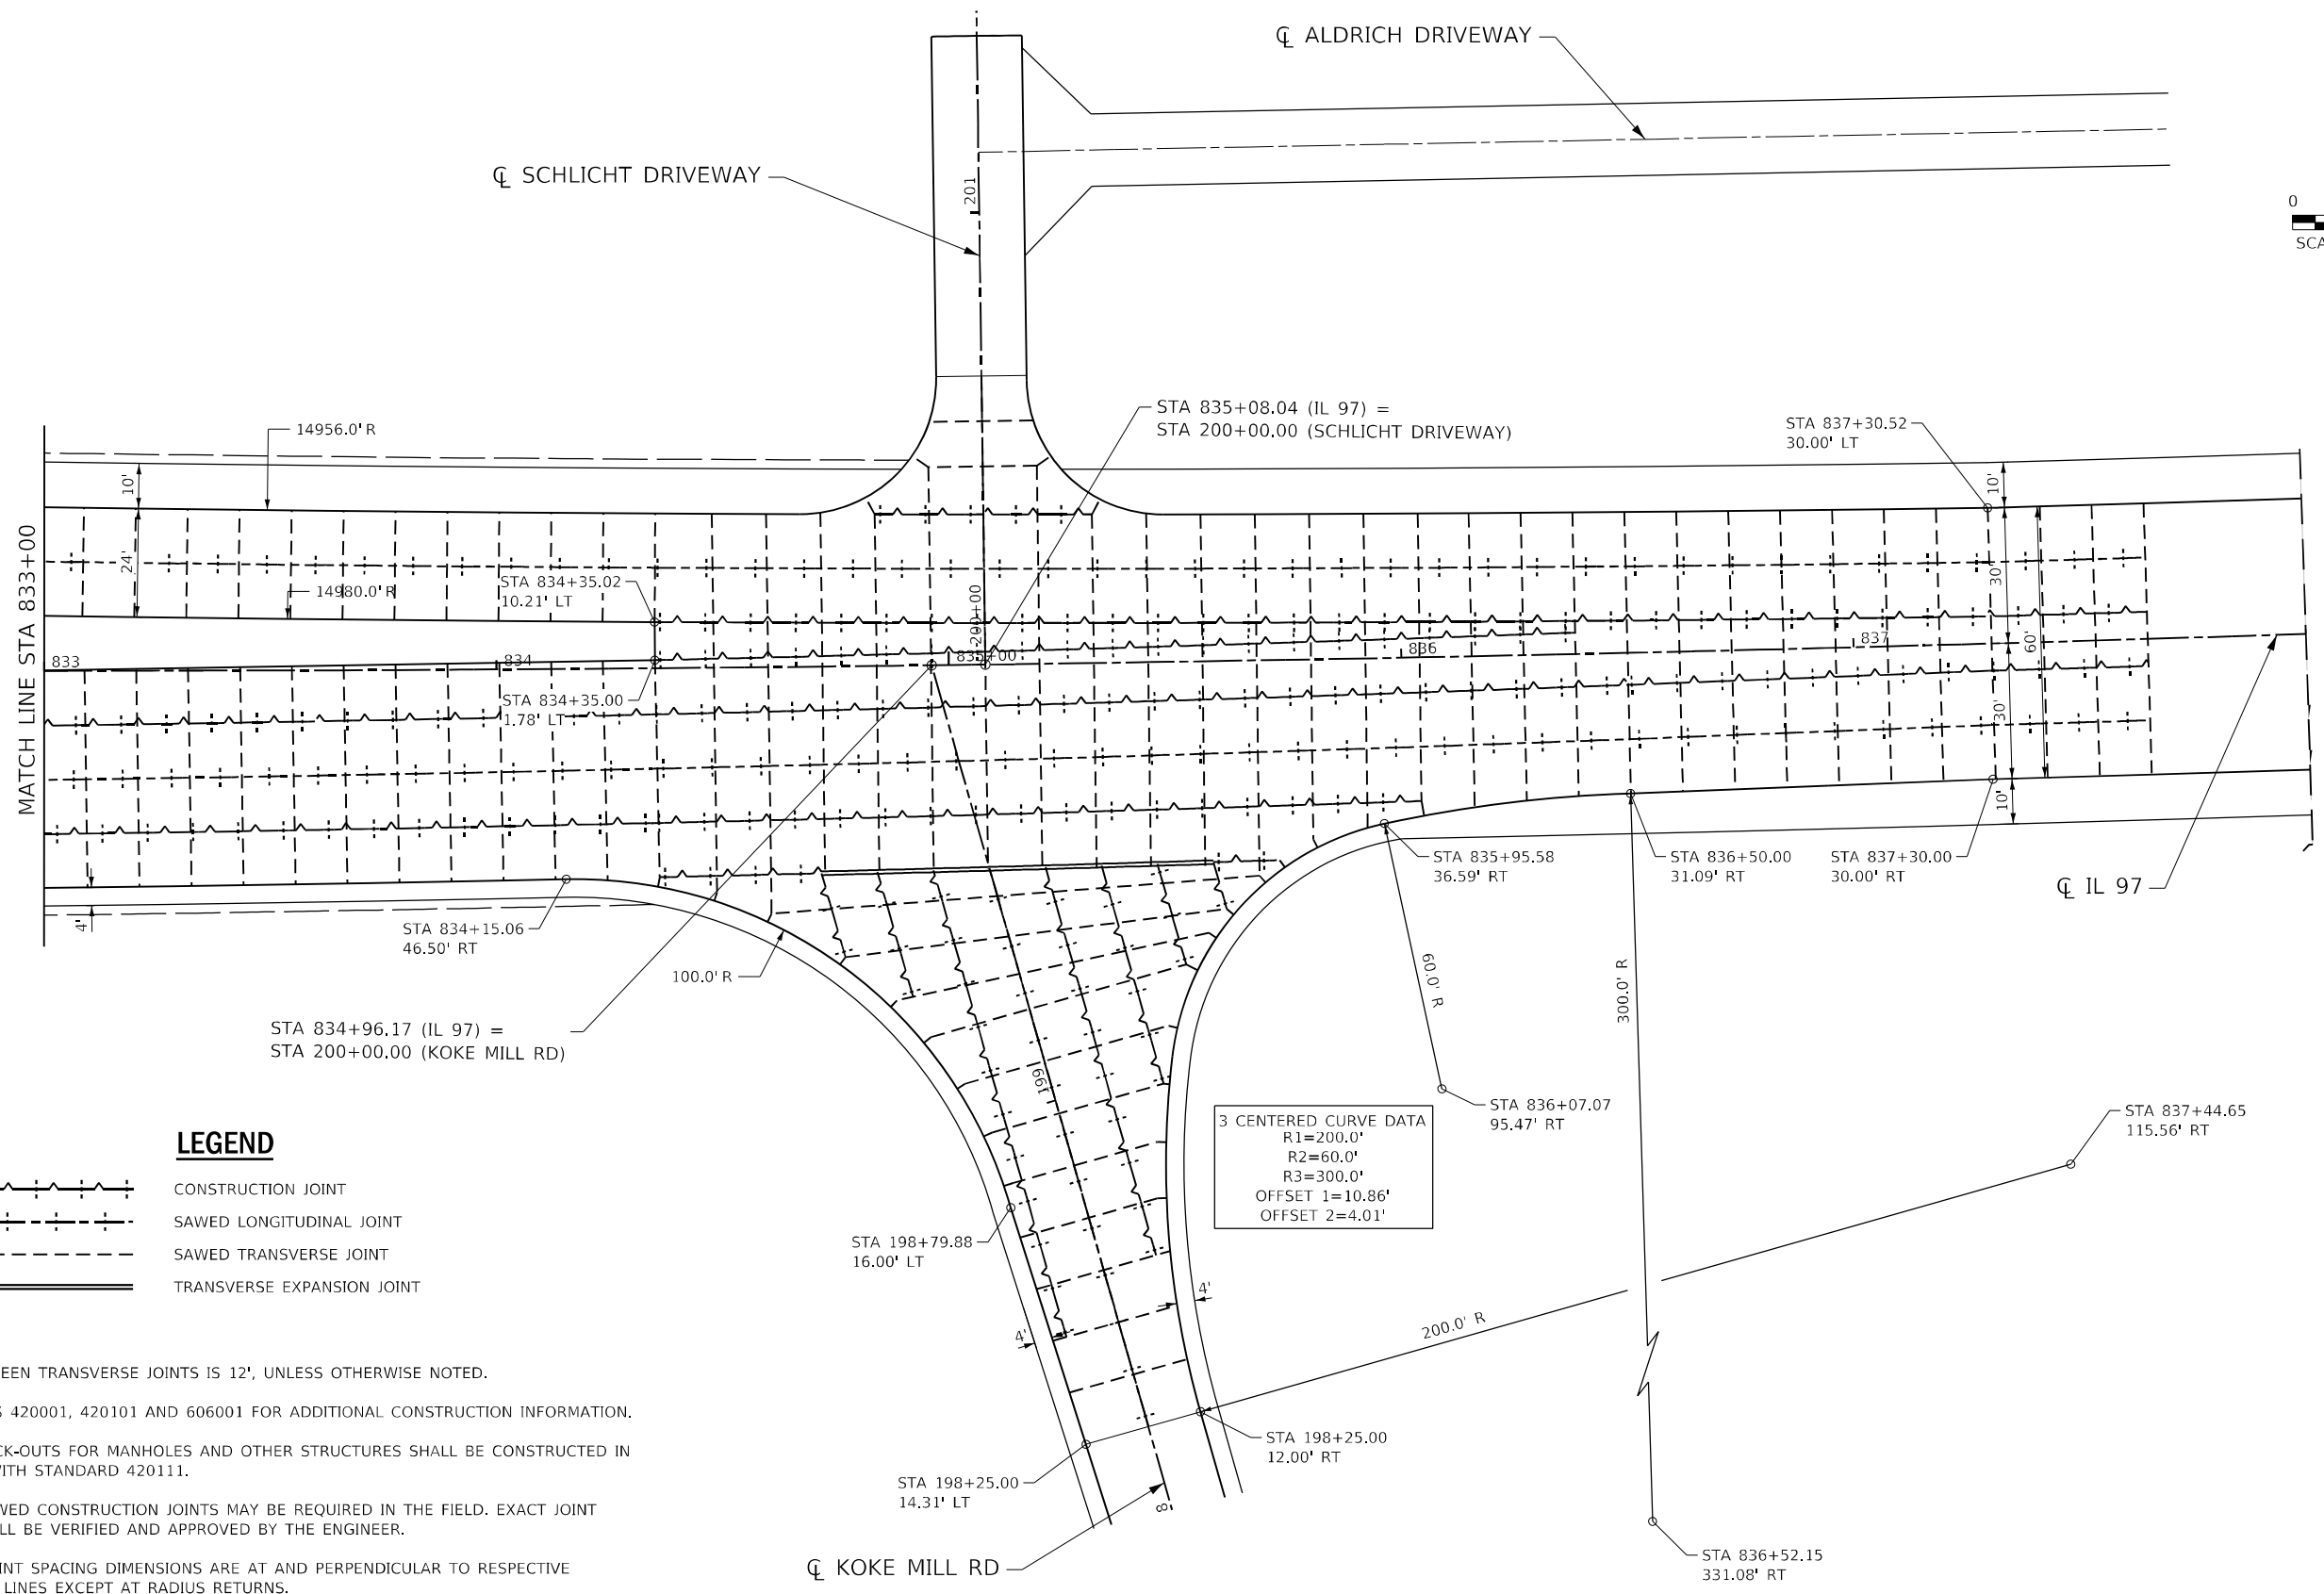 ℄ ALDRICH DRIVEWAY
℄ SCHLICHT DRIVEWAY
201
0
SCA
STA 835+08.04 (IL 97) =
STA 200+00.00 (SCHLICHT DRIVEWAY)
STA 837+30.52
30.00' LT
14956.0' R
10'
10'
MATCH LINE STA 833+00
24'
14980.0' R
STA 834+35.02
10.21' LT
200+00
30'
60'
833
834
835+00
836
837
STA 834+35.00
1.78' LT
30'
10'
STA 835+95.58
36.59' RT
STA 836+50.00
31.09' RT
STA 837+30.00
30.00' RT
℄ IL 97
4'
STA 834+15.06
46.50' RT
100.0' R
60.0' R
300.0' R
STA 834+96.17 (IL 97) =
STA 200+00.00 (KOKE MILL RD)
199
STA 836+07.07
95.47' RT
STA 837+44.65
115.56' RT
3 CENTERED CURVE DATA
R1=200.0'
R2=60.0'
R3=300.0'
OFFSET 1=10.86'
OFFSET 2=4.01'
LEGEND
CONSTRUCTION JOINT
SAWED LONGITUDINAL JOINT
SAWED TRANSVERSE JOINT
TRANSVERSE EXPANSION JOINT
STA 198+79.88
16.00' LT
4'
4'
200.0' R
EEN TRANSVERSE JOINTS IS 12', UNLESS OTHERWISE NOTED.
S 420001, 420101 AND 606001 FOR ADDITIONAL CONSTRUCTION INFORMATION.
CK-OUTS FOR MANHOLES AND OTHER STRUCTURES SHALL BE CONSTRUCTED IN
WITH STANDARD 420111.
WED CONSTRUCTION JOINTS MAY BE REQUIRED IN THE FIELD. EXACT JOINT
LL BE VERIFIED AND APPROVED BY THE ENGINEER.
INT SPACING DIMENSIONS ARE AT AND PERPENDICULAR TO RESPECTIVE
LINES EXCEPT AT RADIUS RETURNS.
STA 198+25.00
12.00' RT
STA 198+25.00
14.31' LT
8
℄ KOKE MILL RD
STA 836+52.15
331.08' RT